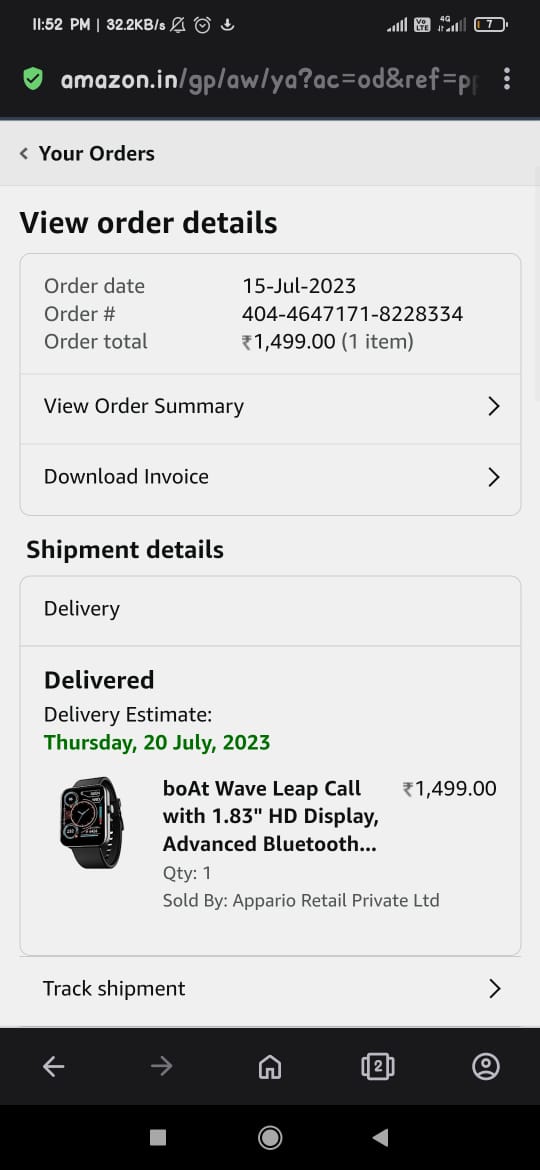 11:52 PM | 32.2KB/s
Vo LTE 4G 7
amazon.in/gp/aw/ya?ac=od&ref=pp
Your Orders
View order details
Order date 15-Jul-2023
Order # 404-4647171-8228334
Order total ₹1,499.00 (1 item)
View Order Summary
Download Invoice
Shipment details
Delivery
Delivered
Delivery Estimate:
Thursday, 20 July, 2023
boAt Wave Leap Call ₹1,499.00
with 1.83" HD Display,
Advanced Bluetooth...
Qty: 1
Sold By: Appario Retail Private Ltd
Track shipment
2